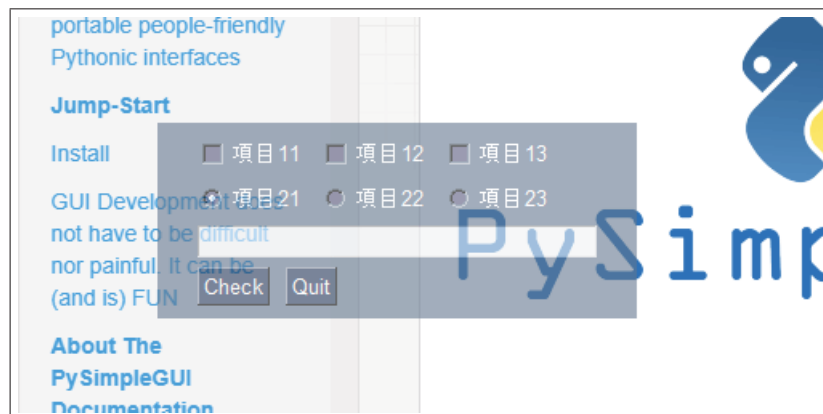 portable people-friendly
Pythonic interfaces
Jump-Start
Install
GUI Development does
not have to be difficult
nor painful. It can be
(and is) FUN
About The
PySimpleGUI
Documentation
項目11 項目12 項目13
項目21 項目22 項目23
Check Quit
PySimp